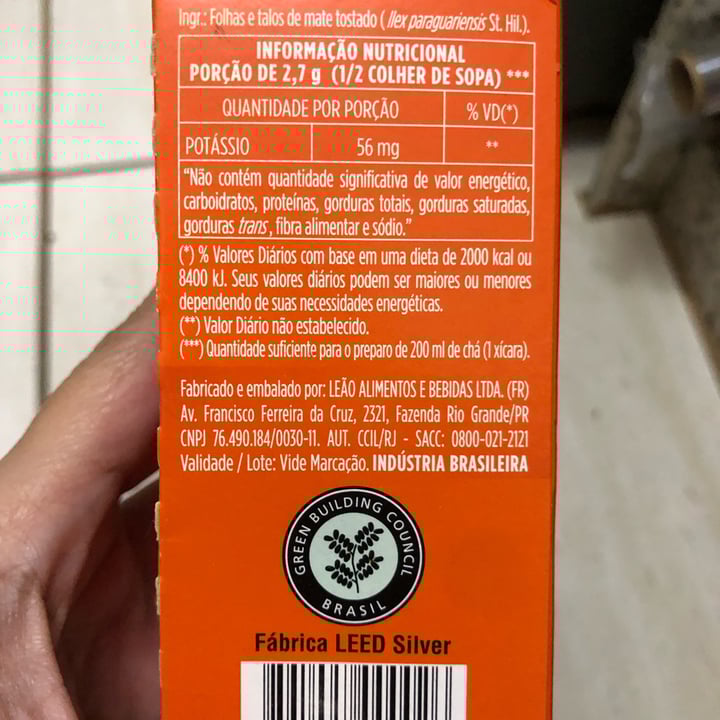 Ingr.: Folhas e talos de mate tostado ( Ilex paraguariensis St. Hil.).
INFORMAÇÃO NUTRICIONAL
PORÇÃO DE 2,7 g (1/2 COLHER DE SOPA) ***
QUANTIDADE POR PORÇÃO % VD(*)
POTÁSSIO 56 mg **
“Não contém quantidade significativa de valor energético,
carboidratos, proteínas, gorduras totais, gorduras saturadas,
gorduras trans, fibra alimentar e sódio.”
(*) % Valores Diários com base em uma dieta de 2000 kcal ou
8400 kJ. Seus valores diários podem ser maiores ou menores
dependendo de suas necessidades energéticas.
(**) Valor Diário não estabelecido.
(***) Quantidade suficiente para o preparo de 200 ml de chá (1 xícara).
Fabricado e embalado por: LEÃO ALIMENTOS E BEBIDAS LTDA. (FR)
Av. Francisco Ferreira da Cruz, 2321, Fazenda Rio Grande/PR
CNPJ 76.490.184/0030-11. AUT. CCIL/RJ - SACC: 0800-021-2121
Validade / Lote: Vide Marcação. INDÚSTRIA BRASILEIRA
GREEN BUILDING COUNCIL
BRASIL
Fábrica LEED Silver